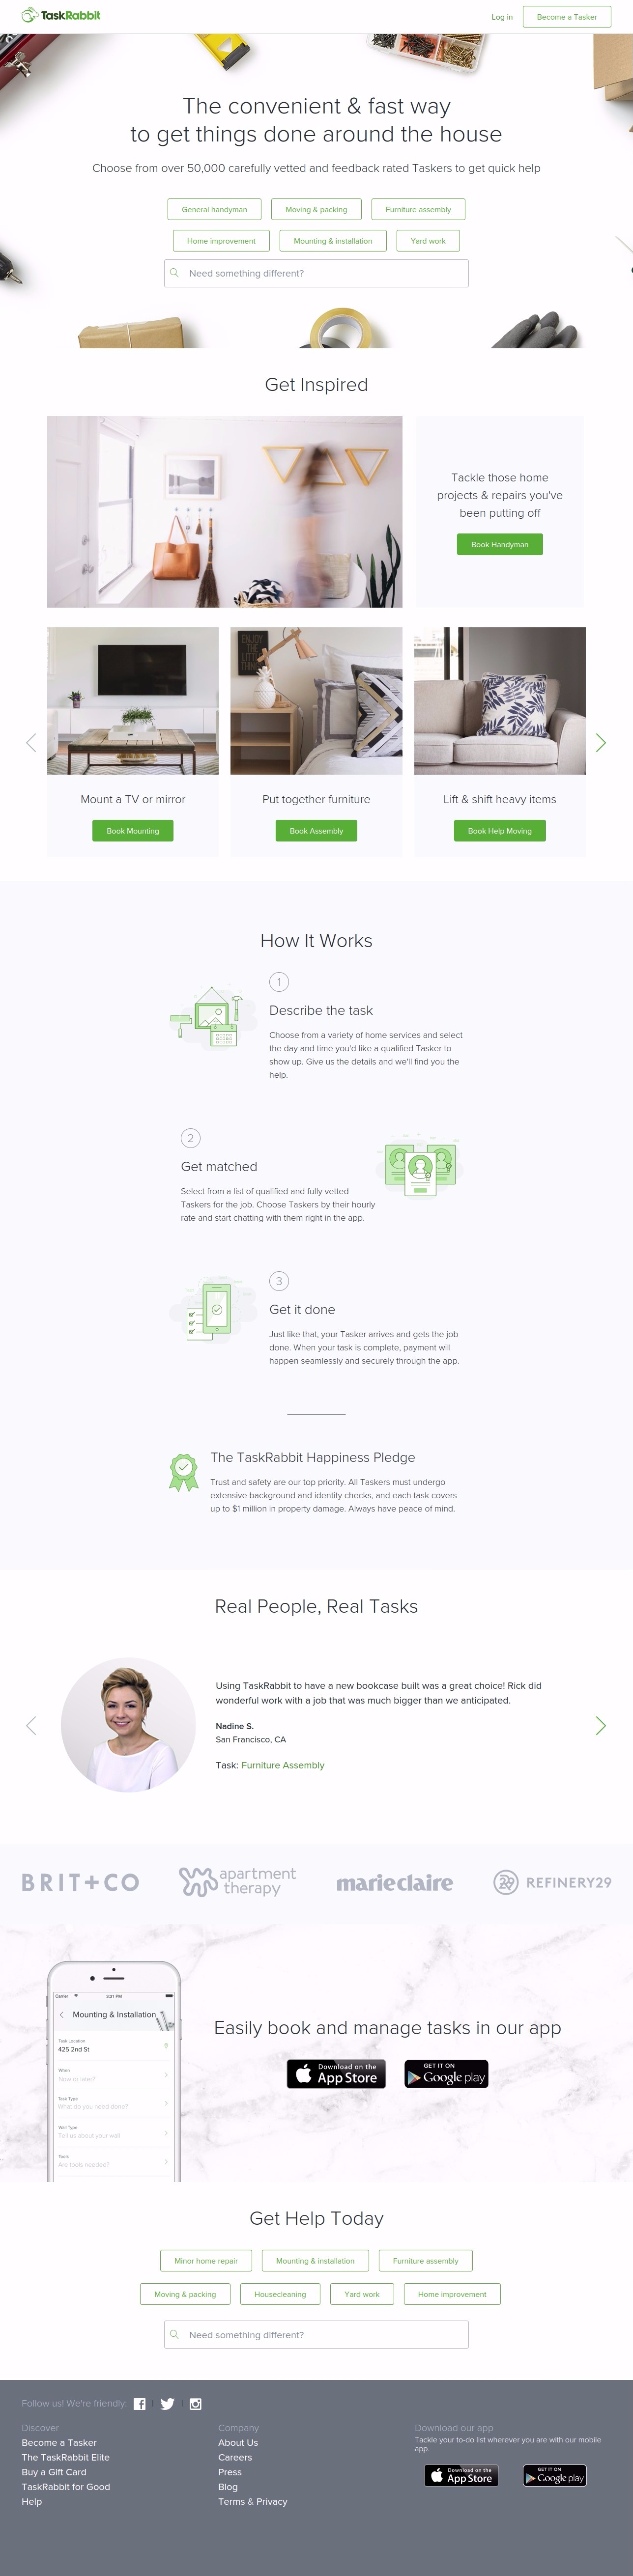 TaskRabbit
Log in
Become a Tasker
The convenient & fast way
to get things done around the house
Choose from over 50,000 carefully vetted and feedback rated Taskers to get quick help
General handyman
Moving & packing
Furniture assembly
Home improvement
Mounting & installation
Yard work
Need something different?
Get Inspired
Tackle those home
projects & repairs you've
been putting off
Book Handyman
ENJOY
THE
Mount a TV or mirror
Put together furniture
Lift & shift heavy items
Book Mounting
Book Assembly
Book Help Moving
How It Works
1
Describe the task
Choose from a variety of home services and select
the day and time you'd like a qualified Tasker to
show up. Give us the details and we'll find you the
help.
2
Get matched
Select from a list of qualified and fully vetted
Taskers for the job. Choose Taskers by their hourly
rate and start chatting with them right in the app.
3
Get it done
Just like that, your Tasker arrives and gets the job
done. When your task is complete, payment will
happen seamlessly and securely through the app.
The TaskRabbit Happiness Pledge
Trust and safety are our top priority. All Taskers must undergo
extensive background and identity checks, and each task covers
up to $1 million in property damage. Always have peace of mind.
Real People, Real Tasks
Using TaskRabbit to have a new bookcase built was a great choice! Rick did
wonderful work with a job that was much bigger than we anticipated.
Nadine S.
San Francisco, CA
Task: Furniture Assembly
BRIT+CO
apartment
therapy
marie claire
R29 REFINERY29
Carrier
3:31 PM
Mounting & Installation
Task Location
425 2nd St
When
Now or later?
Task Type
What do you need done?
Wall Type
Tell us about your wall
Tools
Are tools needed?
Easily book and manage tasks in our app
Download on the
App Store
GET IT ON
Google play
Get Help Today
Minor home repair
Mounting & installation
Furniture assembly
Moving & packing
Housecleaning
Yard work
Home improvement
Need something different?
Follow us! We're friendly:
Discover
Become a Tasker
The TaskRabbit Elite
Buy a Gift Card
TaskRabbit for Good
Help
Company
About Us
Careers
Press
Blog
Terms & Privacy
Download our app
Tackle your to-do list wherever you are with our mobile
app.
Download on the
App Store
GET IT ON
Google play